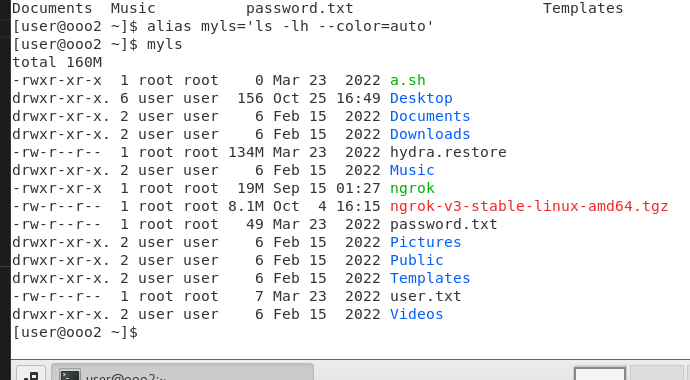 Documents  Music          password.txt                     Templates
[user@ooo2 ~]$ alias myls='ls -lh --color=auto'
[user@ooo2 ~]$ myls
total 160M
-rwxr-xr-x  1 root root    0 Mar 23  2022 a.sh
drwxr-xr-x. 6 user user  156 Oct 25 16:49 Desktop
drwxr-xr-x. 2 user user    6 Feb 15  2022 Documents
drwxr-xr-x. 2 user user    6 Feb 15  2022 Downloads
-rw-r--r--  1 root root 134M Mar 23  2022 hydra.restore
drwxr-xr-x. 2 user user    6 Feb 15  2022 Music
-rwxr-xr-x  1 root root  19M Sep 15 01:27 ngrok
-rw-r--r--  1 root root 8.1M Oct  4 16:15 ngrok-v3-stable-linux-amd64.tgz
-rw-r--r--  1 root root   49 Mar 23  2022 password.txt
drwxr-xr-x. 2 user user    6 Feb 15  2022 Pictures
drwxr-xr-x. 2 user user    6 Feb 15  2022 Public
drwxr-xr-x. 2 user user    6 Feb 15  2022 Templates
-rw-r--r--  1 root root    7 Mar 23  2022 user.txt
drwxr-xr-x. 2 user user    6 Feb 15  2022 Videos
[user@ooo2 ~]$
user@ooo2:~